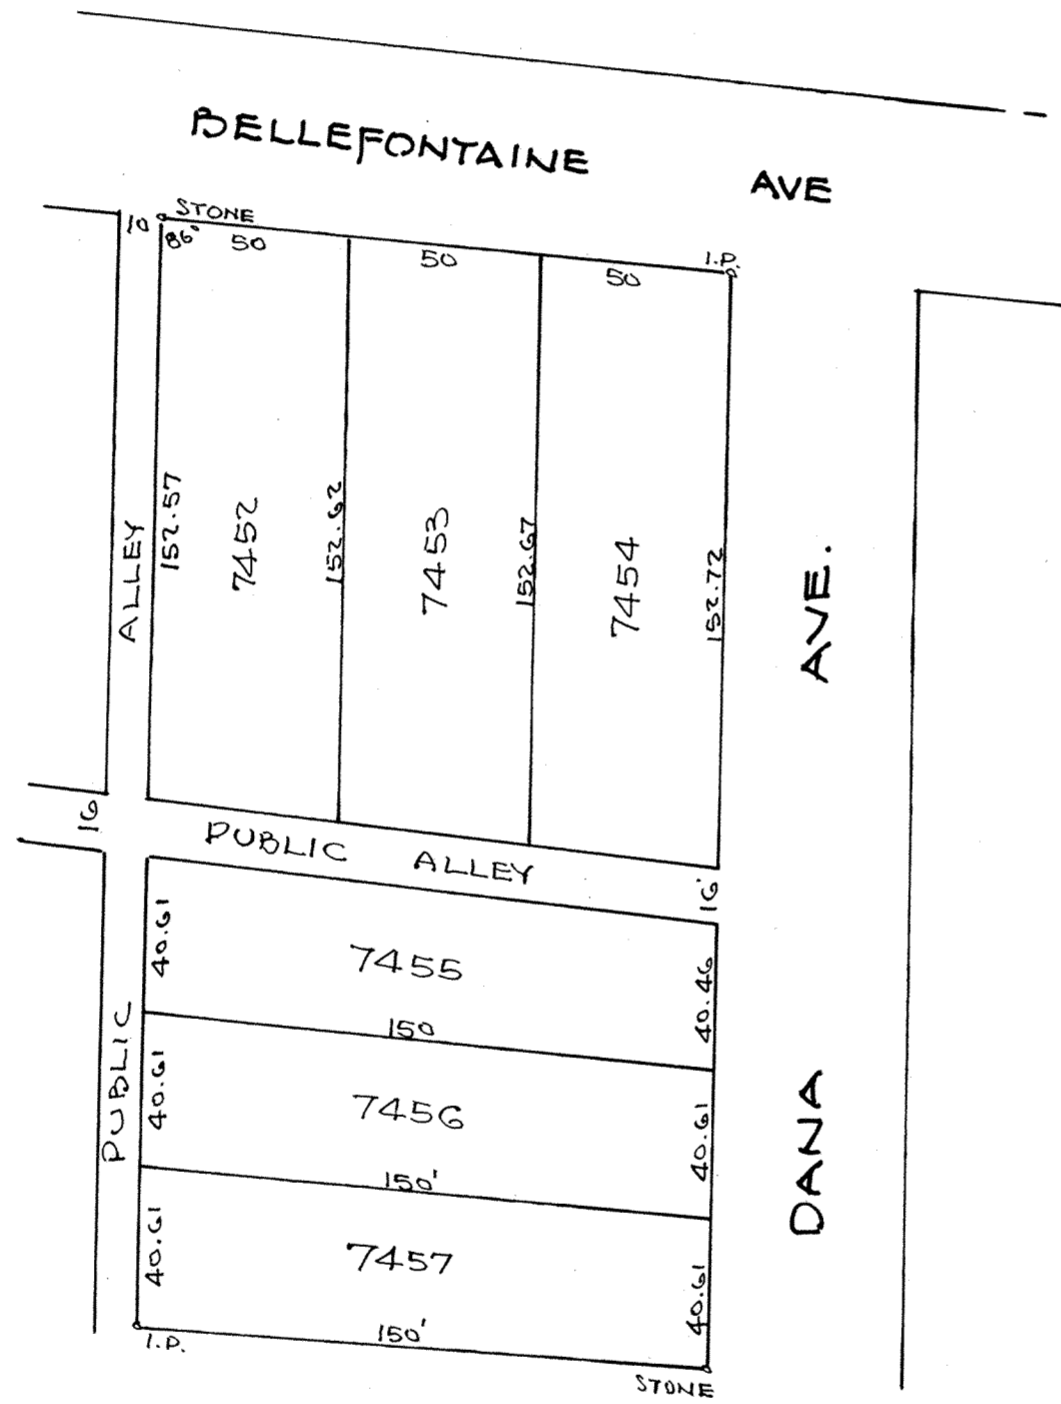 BELLEFONTAINE AVE
STONE
10
86°
50
50
50
I.P.
ALLEY
152.57
7452
152.62
7453
152.67
7454
152.72
AVE.
16
PUBLIC ALLEY
16'
40.61
7455
40.46
150
PUBLIC
40.61
7456
40.61
150'
DANA
40.61
7457
40.61
150'
I.P.
STONE